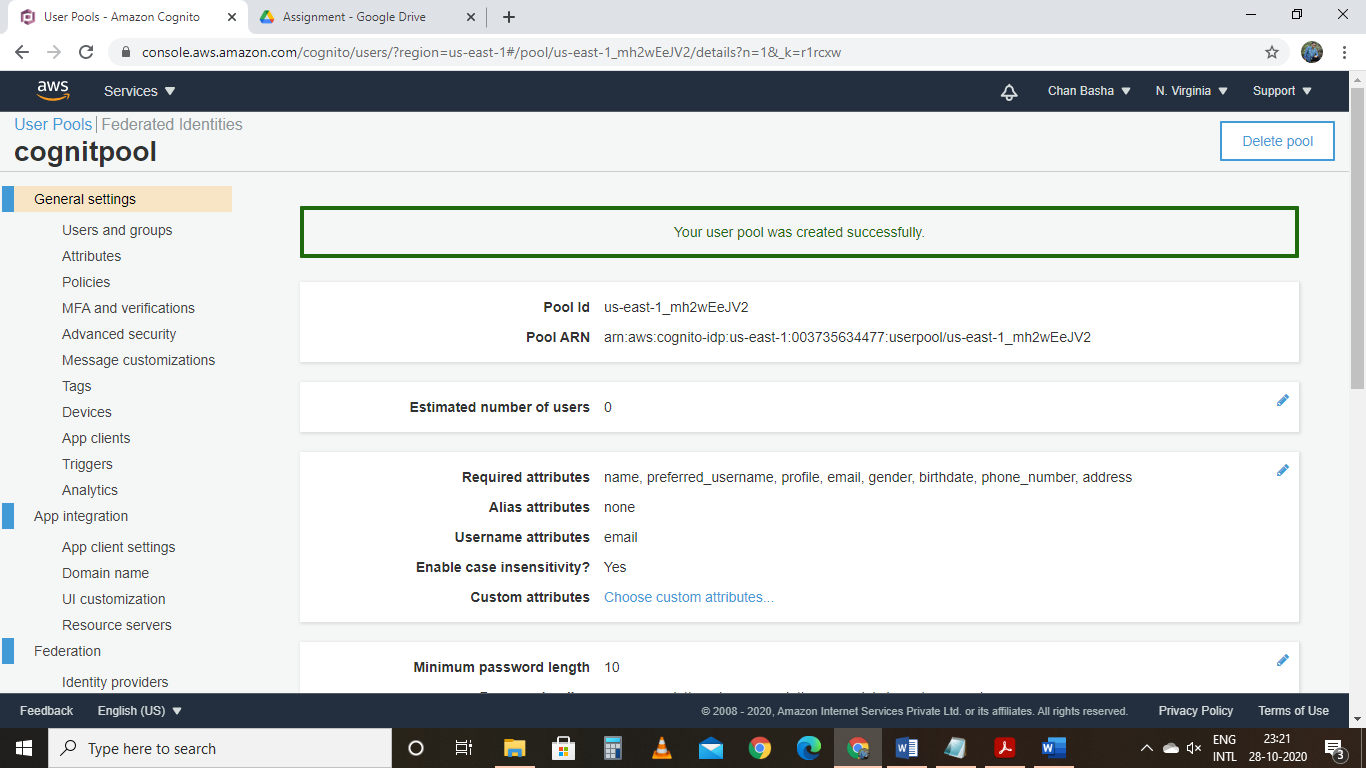 User Pools - Amazon Cognito
Assignment - Google Drive
console.aws.amazon.com/cognito/users/?region=us-east-1#/pool/us-east-1_mh2wEeJV2/details?n=1&_k=r1rcxw
aws Services Chan Basha N. Virginia Support
User Pools | Federated Identities
cognitpool
Delete pool
General settings
Users and groups
Attributes
Policies
MFA and verifications
Advanced security
Message customizations
Tags
Devices
App clients
Triggers
Analytics
App integration
App client settings
Domain name
UI customization
Resource servers
Federation
Identity providers
Your user pool was created successfully.
Pool Id us-east-1_mh2wEeJV2
Pool ARN arn:aws:cognito-idp:us-east-1:003735634477:userpool/us-east-1_mh2wEeJV2
Estimated number of users 0
Required attributes name, preferred_username, profile, email, gender, birthdate, phone_number, address
Alias attributes none
Username attributes email
Enable case insensitivity? Yes
Custom attributes Choose custom attributes...
Minimum password length 10
Feedback English (US) © 2008 - 2020, Amazon Internet Services Private Ltd. or its affiliates. All rights reserved. Privacy Policy Terms of Use
Type here to search
ENG
INTL
23:21
28-10-2020
3